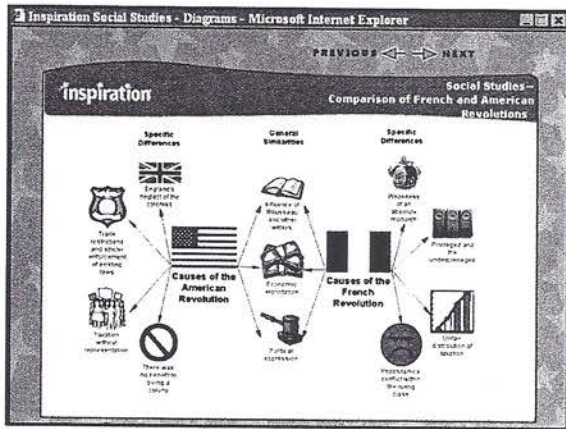 Inspiration Social Studies - Diagrams - Microsoft Internet Explorer
PREVIOUS NEXT
inspiration
Social Studies—
Comparison of French and American
Revolutions
Specific
Differences
General
Similarities
Specific
Differences
England's
neglect of the
colonies
Influence of
Rousseau
and other
writers
Weakness
of an
absolute
monarch
Trade
restrictions
and stricter
enforcement
of existing
laws
Privileged and
the
underprivileged
Causes of the
American
Revolution
Economic
exploitation
Causes of the
French
Revolution
Taxation
without
representation
There was
no benefit to
being a
colony
Political
oppression
conflict within
the ruling
class
Unfair
distribution of
taxation